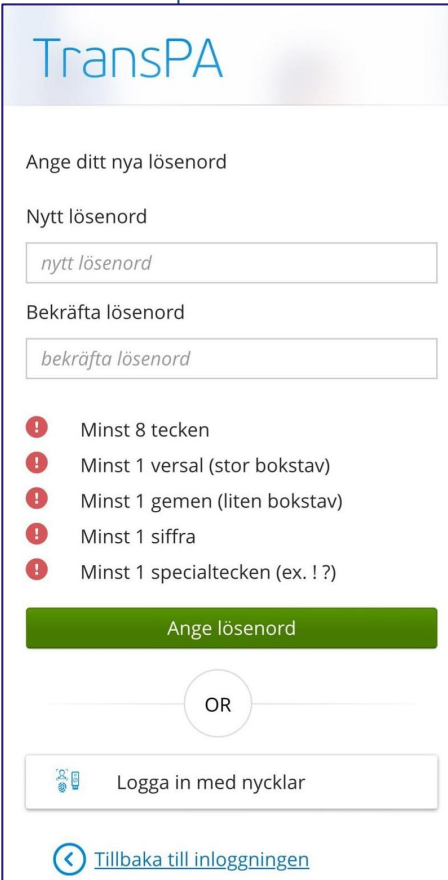 TransPA
Ange ditt nya lösenord
Nytt lösenord
nytt lösenord
Bekräfta lösenord
bekräfta lösenord
Minst 8 tecken
Minst 1 versal (stor bokstav)
Minst 1 gemen (liten bokstav)
Minst 1 siffra
Minst 1 specialtecken (ex. ! ?)
Ange lösenord
OR
Logga in med nycklar
Tillbaka till inloggningen